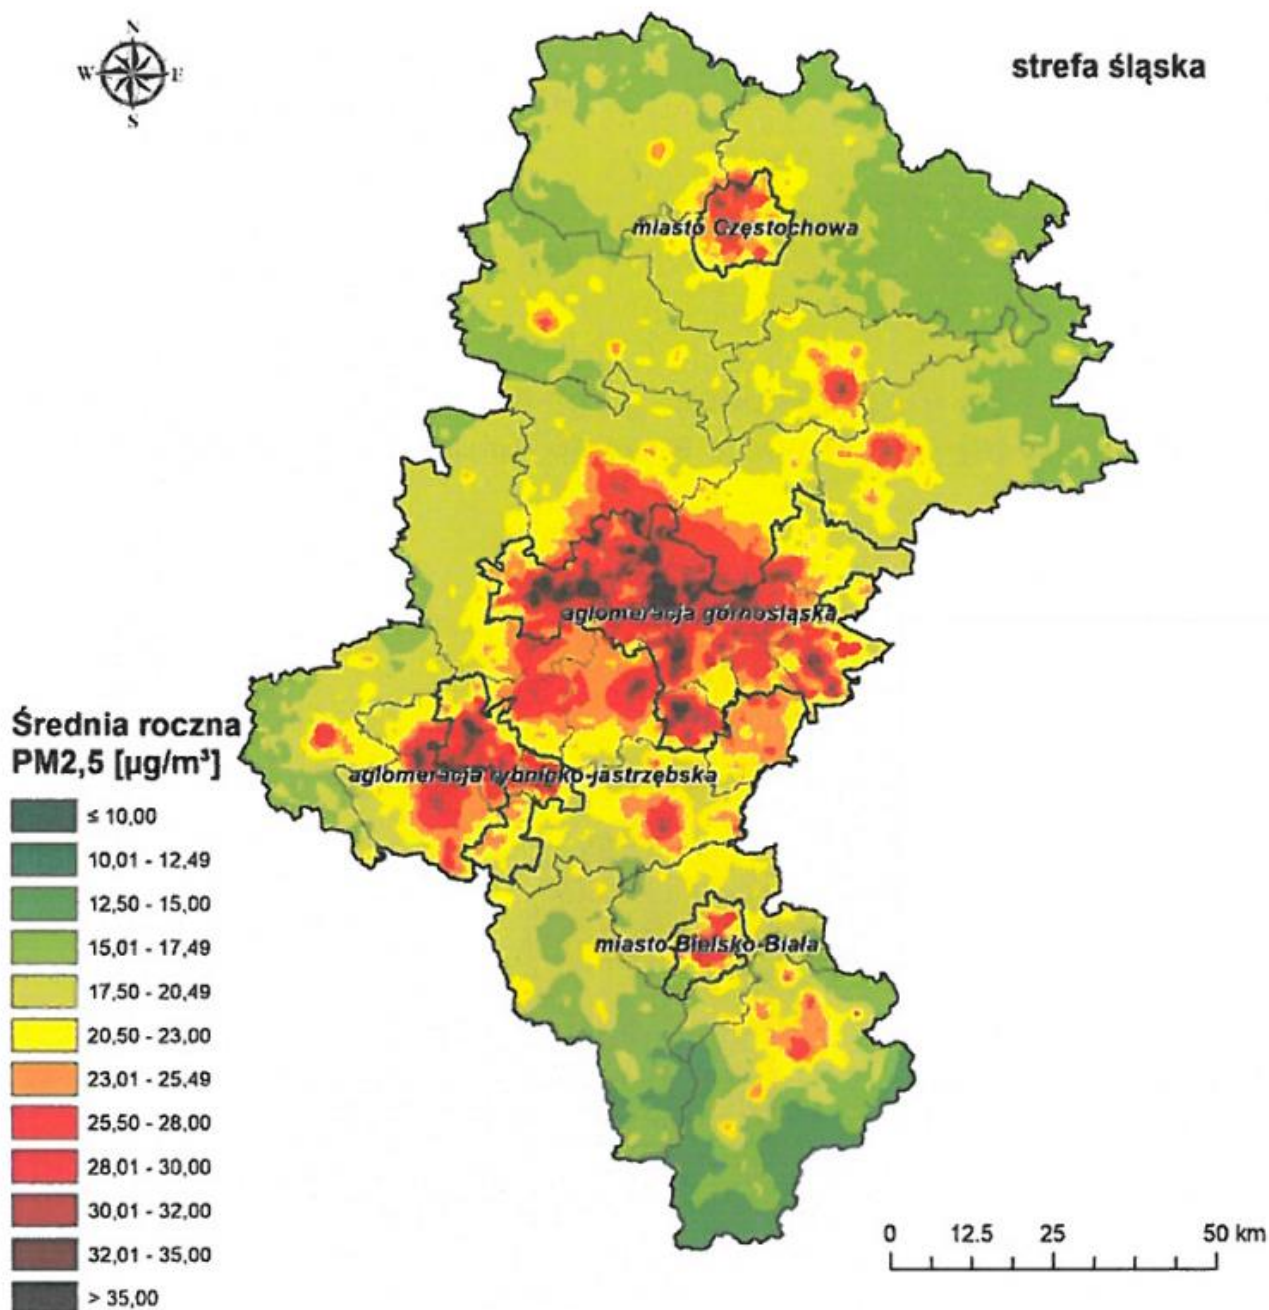 N
W
E
S
strefa śląska
miasto Częstochowa
aglomeracja górnośląska
aglomeracja rybnicko-jastrzębska
miasto Bielsko-Biała
Średnia roczna
PM2,5 [µg/m³]
≤ 10,00
10,01 - 12,49
12,50 - 15,00
15,01 - 17,49
17,50 - 20,49
20,50 - 23,00
23,01 - 25,49
25,50 - 28,00
28,01 - 30,00
30,01 - 32,00
32,01 - 35,00
> 35,00
0 12.5 25 50 km